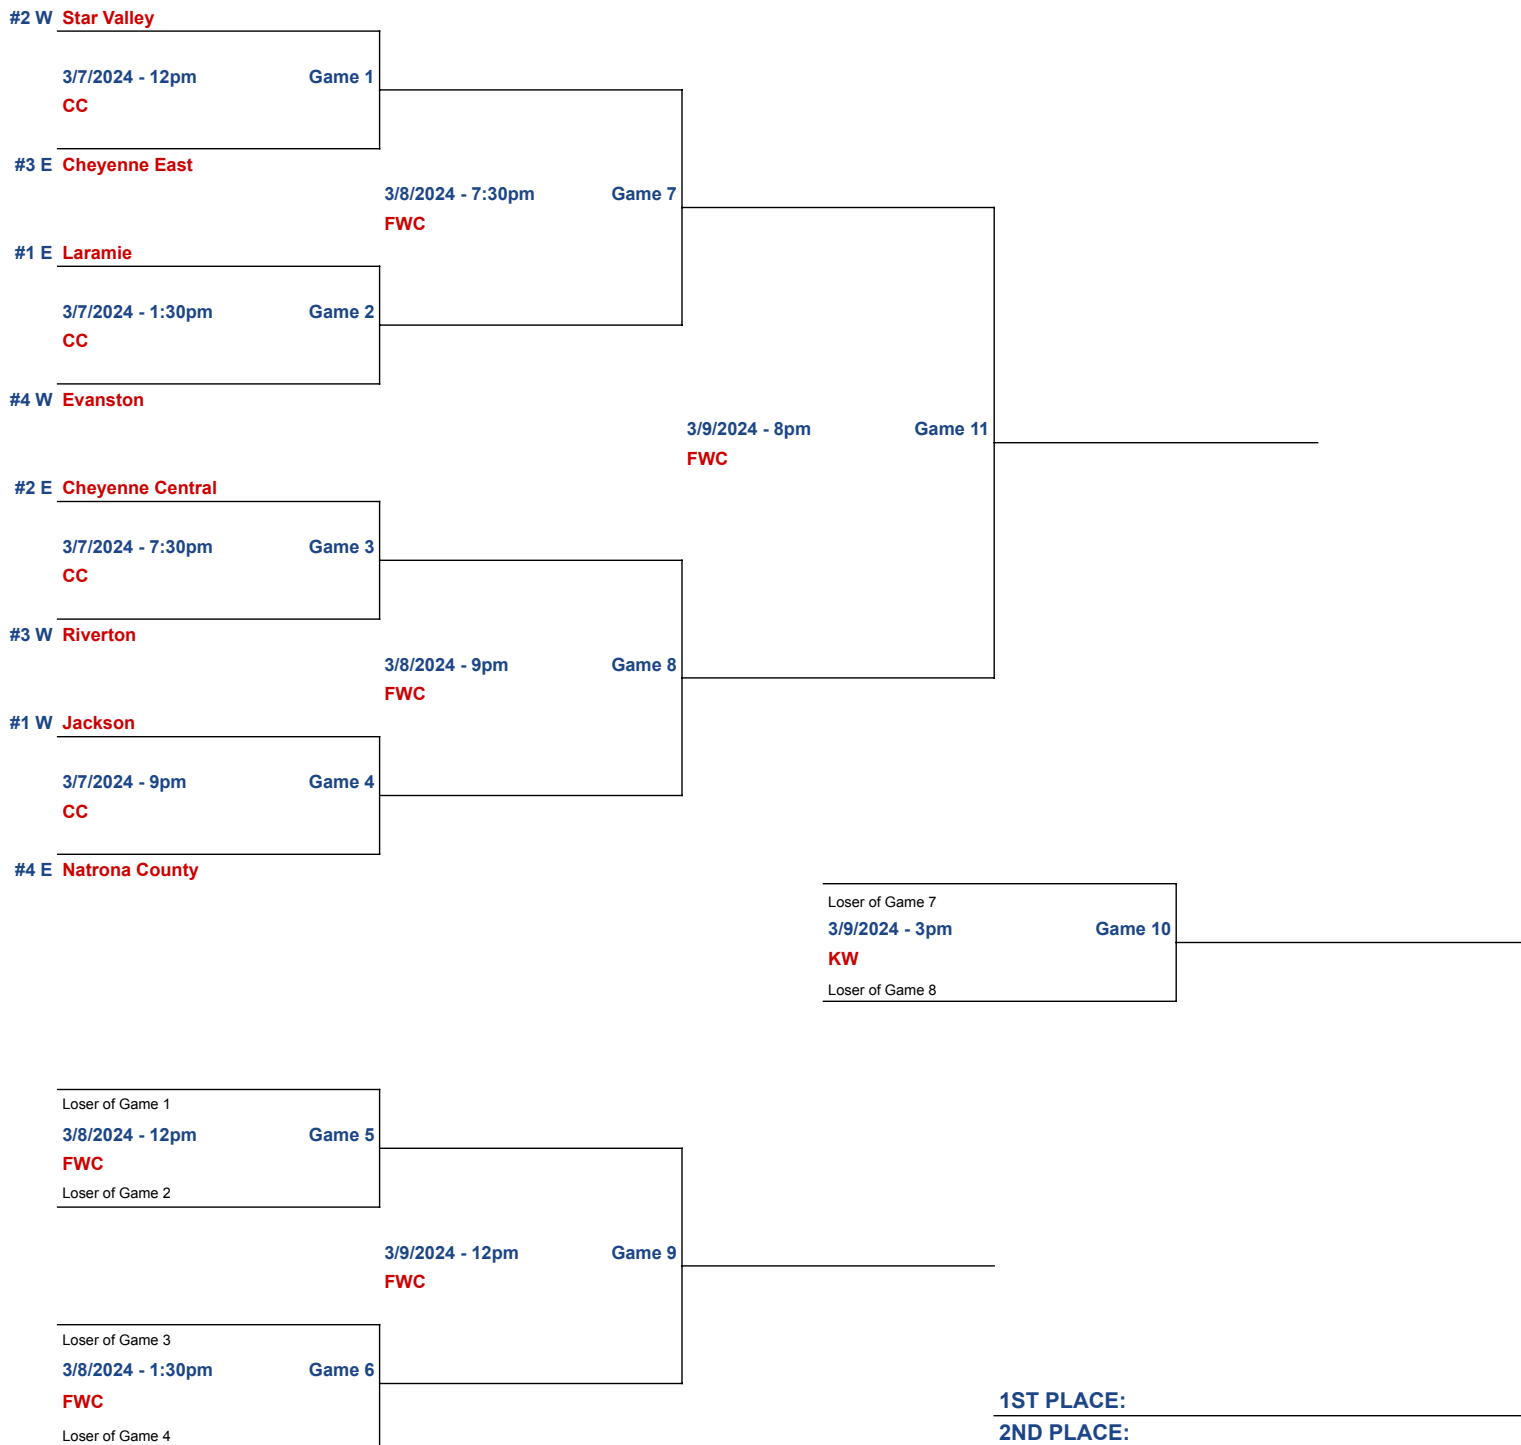 #2 W Star Valley
3/7/2024 - 12pm Game 1
CC
#3 E Cheyenne East
3/8/2024 - 7:30pm Game 7
FWC
#1 E Laramie
3/7/2024 - 1:30pm Game 2
CC
#4 W Evanston
3/9/2024 - 8pm Game 11
FWC
#2 E Cheyenne Central
3/7/2024 - 7:30pm Game 3
CC
#3 W Riverton
3/8/2024 - 9pm Game 8
FWC
#1 W Jackson
3/7/2024 - 9pm Game 4
CC
#4 E Natrona County
Loser of Game 7
3/9/2024 - 3pm Game 10
KW
Loser of Game 8
Loser of Game 1
3/8/2024 - 12pm Game 5
FWC
Loser of Game 2
3/9/2024 - 12pm Game 9
FWC
Loser of Game 3
3/8/2024 - 1:30pm Game 6
FWC
Loser of Game 4
1ST PLACE:
2ND PLACE: